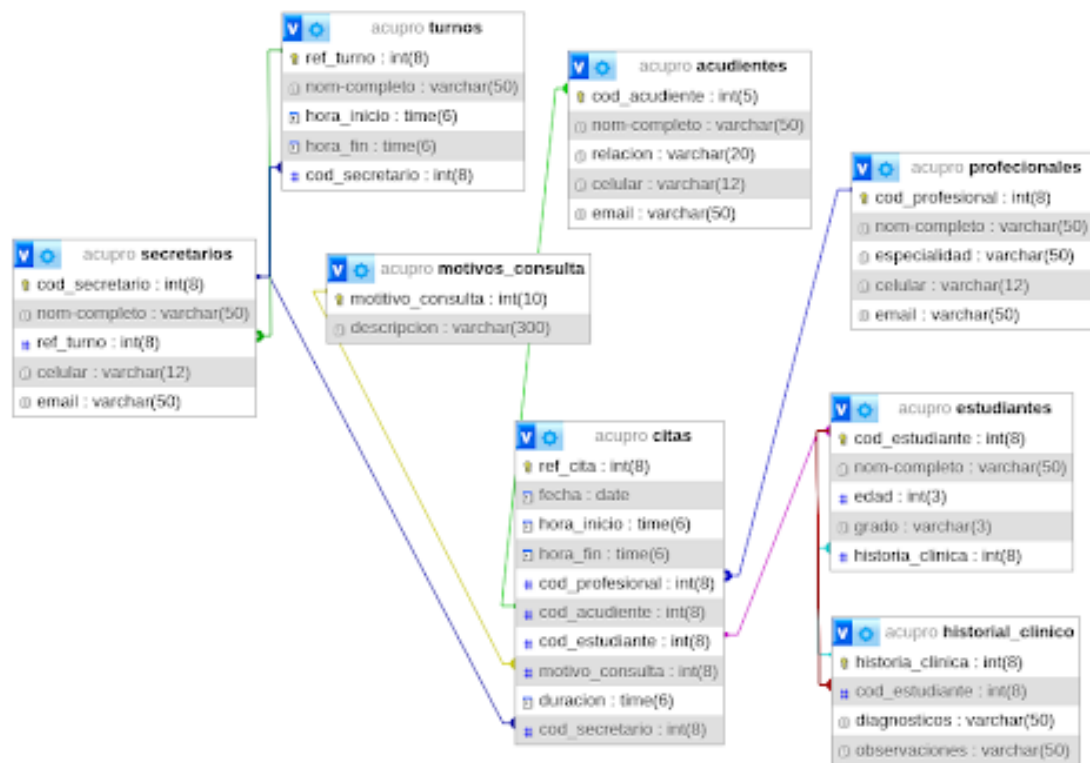 acupro turnos
ref_turno : int(8)
nom-completo : varchar(50)
hora_inicio : time(6)
hora_fin : time(6)
cod_secretario : int(8)
acupro acudientes
cod_acudiente : int(5)
nom-completo : varchar(50)
relacion : varchar(20)
celular : varchar(12)
email : varchar(50)
acupro profecionales
cod_profesional : int(8)
nom-completo : varchar(50)
especialidad : varchar(50)
celular : varchar(12)
email : varchar(50)
acupro secretarios
cod_secretario : int(8)
nom-completo : varchar(50)
ref_turno : int(8)
celular : varchar(12)
email : varchar(50)
acupro motivos_consulta
motitivo_consulta : int(10)
descripcion : varchar(300)
acupro citas
ref_cita : int(8)
fecha : date
hora_inicio : time(6)
hora_fin : time(6)
cod_profesional : int(8)
cod_acudiente : int(8)
cod_estudiante : int(8)
motivo_consulta : int(8)
duracion : time(6)
cod_secretario : int(8)
acupro estudiantes
cod_estudiante : int(8)
nom-completo : varchar(50)
edad : int(3)
grado : varchar(3)
historia_clinica : int(8)
acupro historial_clinico
historia_clinica : int(8)
cod_estudiante : int(8)
diagnosticos : varchar(50)
observaciones : varchar(50)